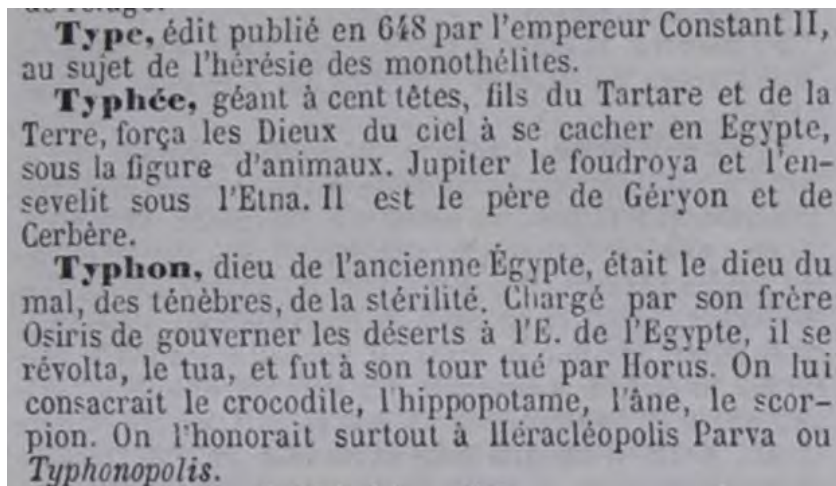 Type, édit publié en 648 par l'empereur Constant II,
au sujet de l'hérésie des monothélites.
Typhée, géant à cent têtes, fils du Tartare et de la
Terre, força les Dieux du ciel à se cacher en Egypte,
sous la figure d'animaux. Jupiter le foudroya et l'en-
sevelit sous l'Etna. Il est le père de Géryon et de
Cerbère.
Typhon, dieu de l'ancienne Égypte, était le dieu du
mal, des ténèbres, de la stérilité. Chargé par son frère
Osiris de gouverner les déserts à l'E. de l'Egypte, il se
révolta, le tua, et fut à son tour tué par Horus. On lui
consacrait le crocodile, l'hippopotame, l'âne, le scor-
pion. On l'honorait surtout à Héracléopolis Parva ou
Typhonopolis.